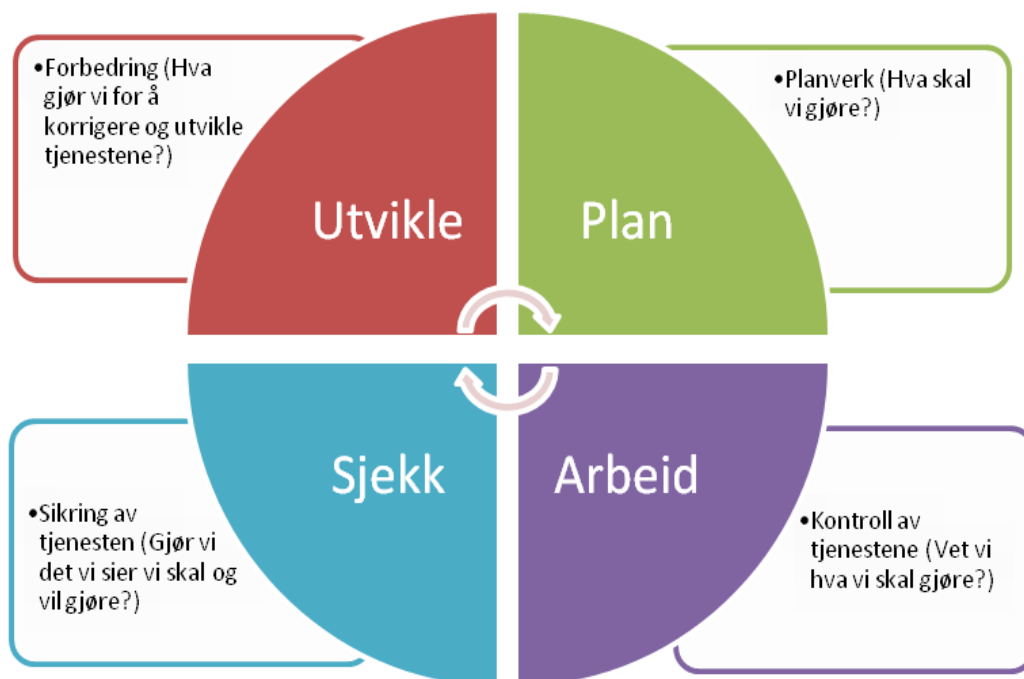 •Forbedring (Hva
gjør vi for å
korrigere og utvikle
tjenestene?)
Utvikle
Plan
•Planverk (Hva skal
vi gjøre?)
Sjekk
•Sikring av
tjenesten (Gjør vi
det vi sier vi skal og
vil gjøre?)
Arbeid
•Kontroll av
tjenestene (Vet vi
hva vi skal gjøre?)